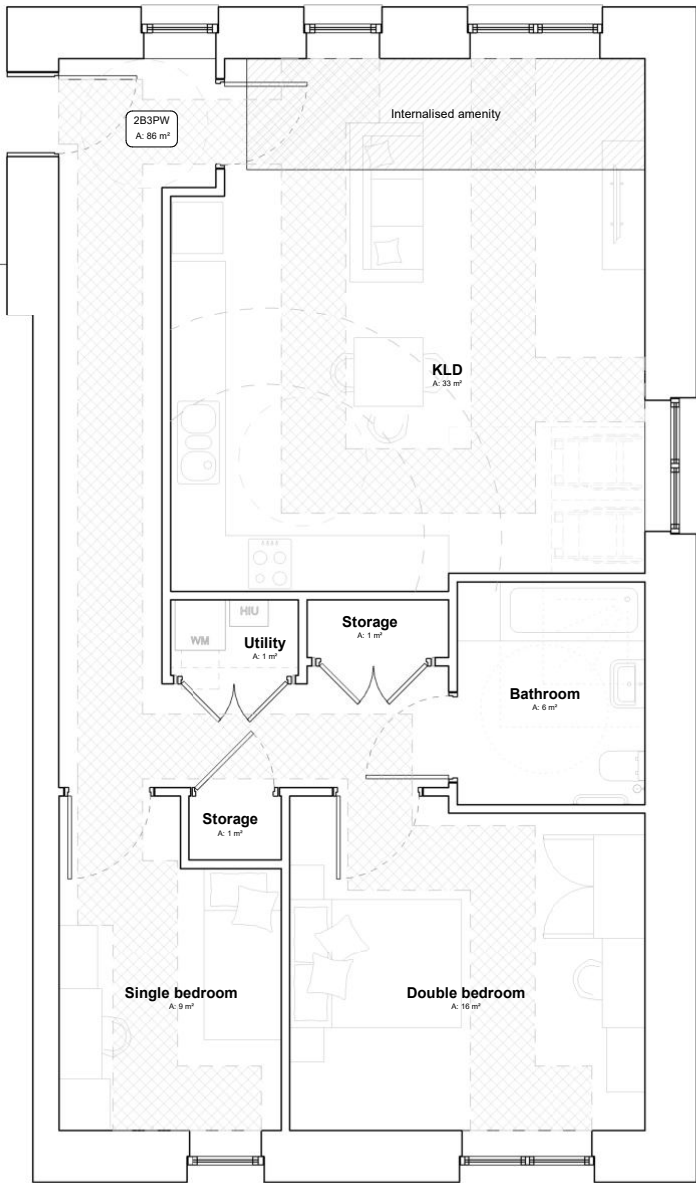 2B3PW
A: 86 m²
Internalised amenity
KLD
A: 33 m²
HIU
WM
Utility
A: 1 m²
Storage
A: 1 m²
Bathroom
A: 6 m²
Storage
A: 1 m²
Single bedroom
A: 9 m²
Double bedroom
A: 16 m²